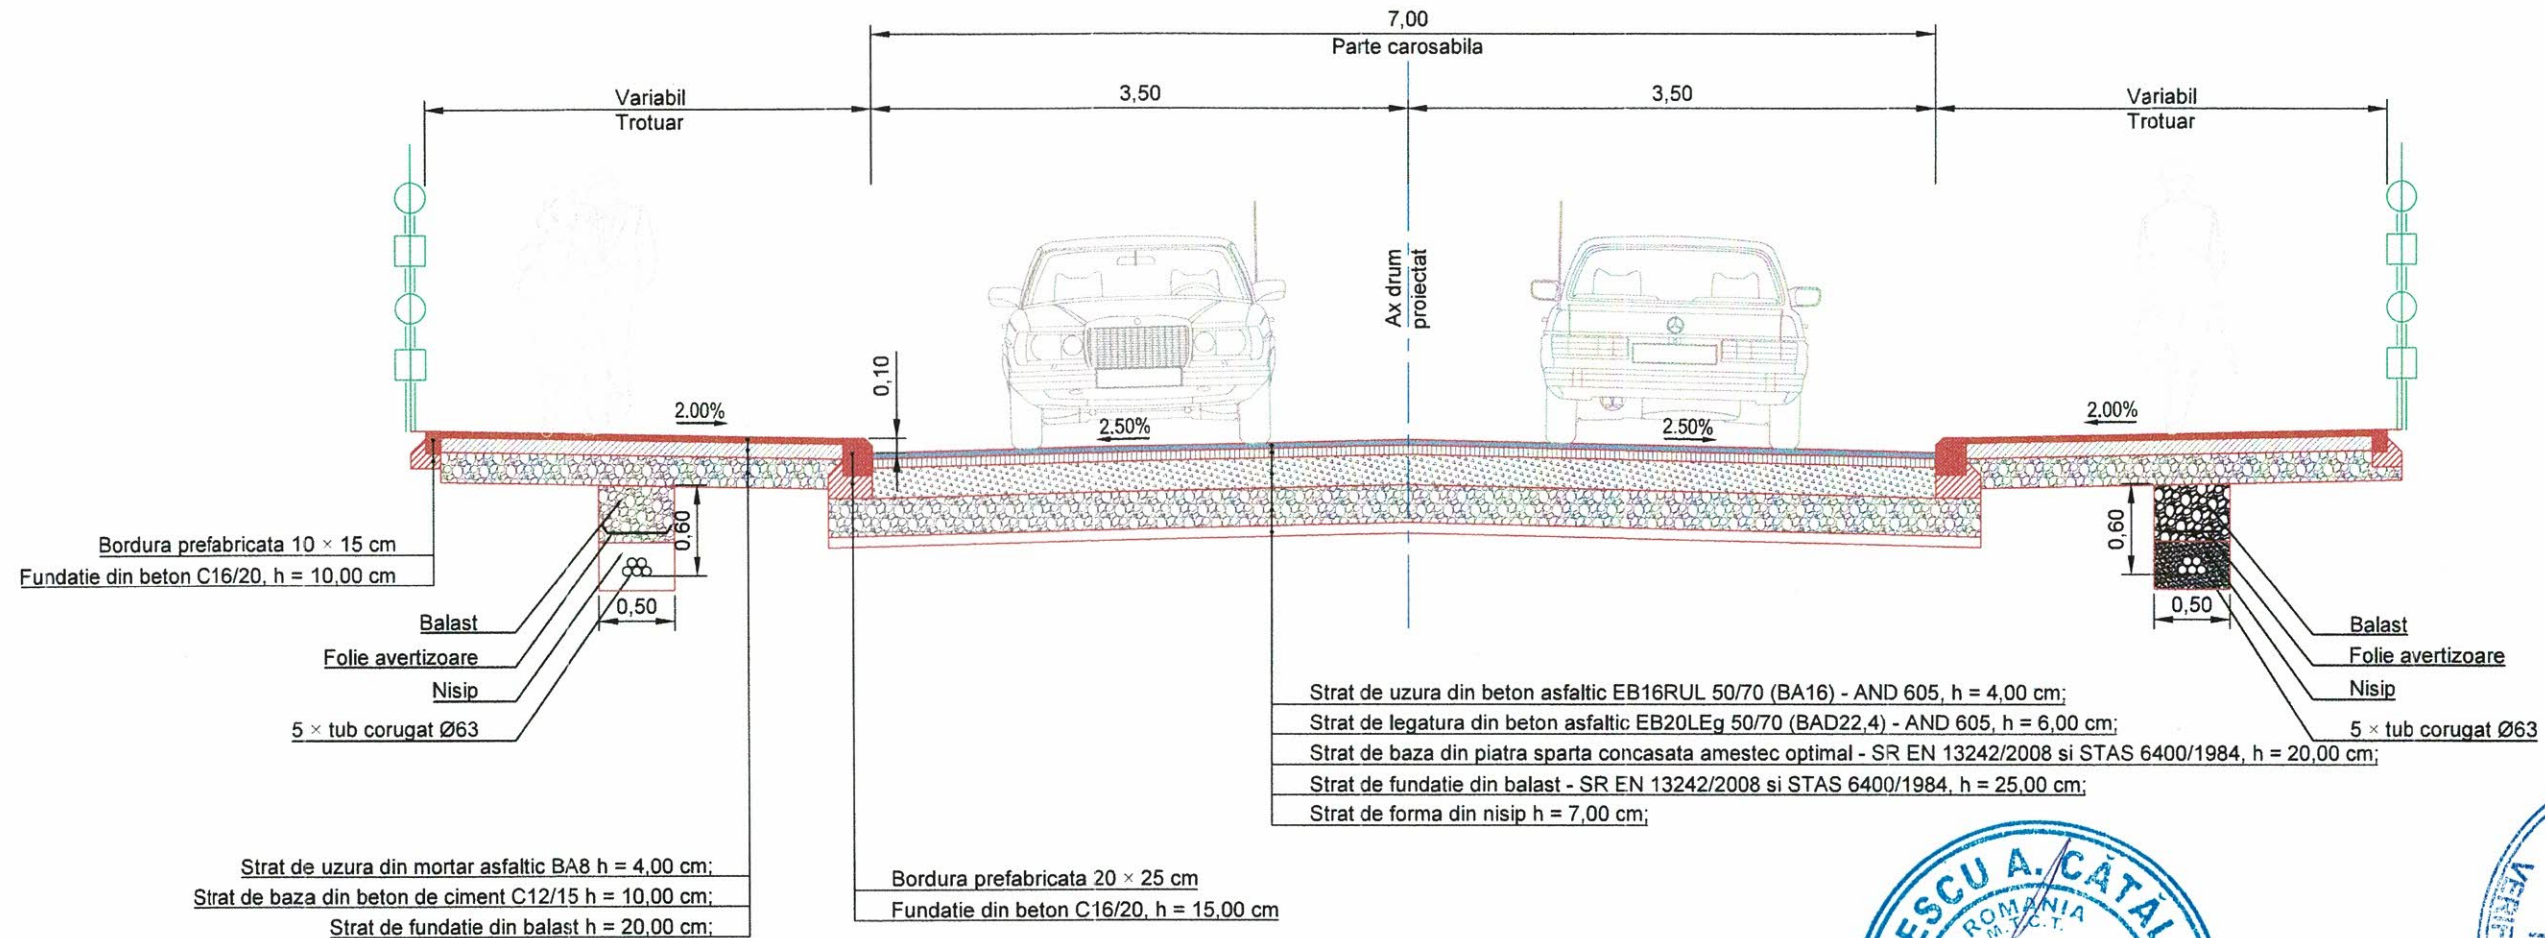 7,00
Parte carosabila
Variabil
Trotuar
3,50
3,50
Variabil
Trotuar
Ax drum
proiectat
0,10
2.00%
2.50%
2.50%
2.00%
0,60
0,60
0,50
0,50
Bordura prefabricata 10 × 15 cm
Fundatie din beton C16/20, h = 10,00 cm
Balast
Folie avertizoare
Nisip
5 × tub corugat Ø63
Balast
Folie avertizoare
Nisip
5 × tub corugat Ø63
Strat de uzura din beton asfaltic EB16RUL 50/70 (BA16) - AND 605, h = 4,00 cm;
Strat de legatura din beton asfaltic EB20LEg 50/70 (BAD22,4) - AND 605, h = 6,00 cm;
Strat de baza din piatra sparta concasata amestec optimal - SR EN 13242/2008 si STAS 6400/1984, h = 20,00 cm;
Strat de fundatie din balast - SR EN 13242/2008 si STAS 6400/1984, h = 25,00 cm;
Strat de forma din nisip h = 7,00 cm;
Strat de uzura din mortar asfaltic BA8 h = 4,00 cm;
Strat de baza din beton de ciment C12/15 h = 10,00 cm;
Strat de fundatie din balast h = 20,00 cm;
Bordura prefabricata 20 × 25 cm
Fundatie din beton C16/20, h = 15,00 cm
ESCU A. CĂTĂL
ROMANIA
M.T.C.T.